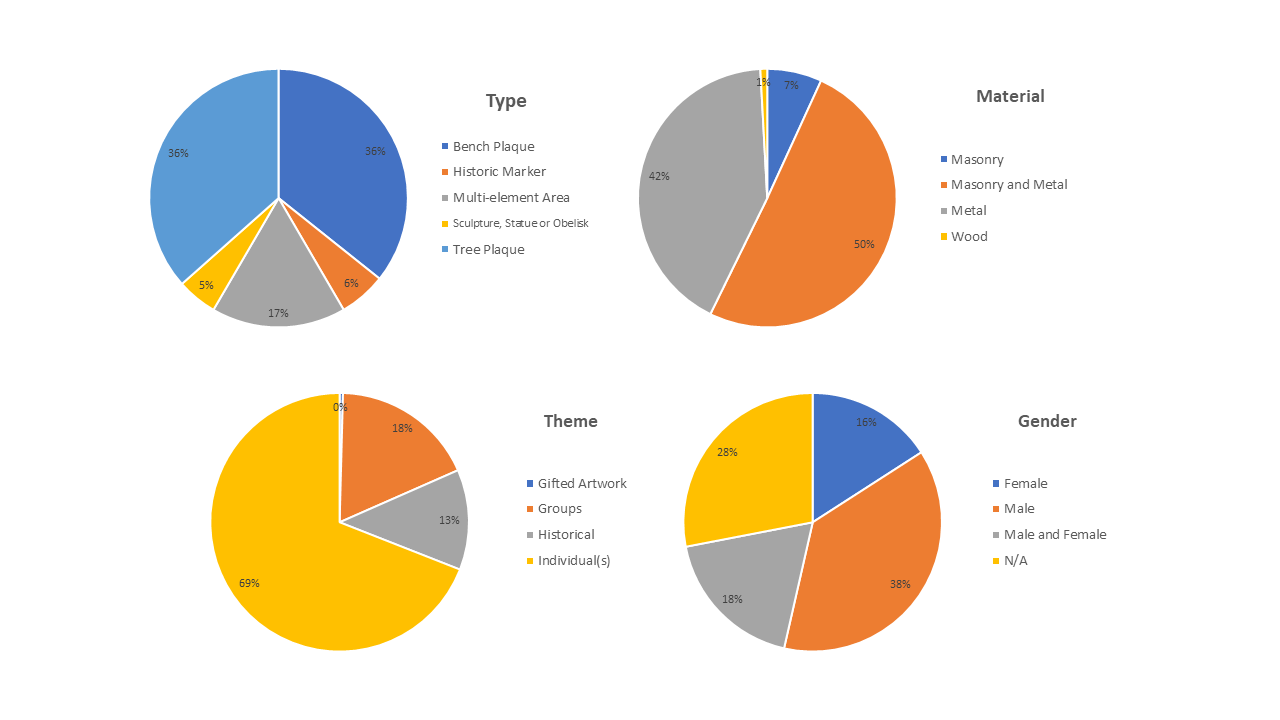 Type
36%
36%
6%
17%
5%
Bench Plaque
Historic Marker
Multi-element Area
Sculpture, Statue or Obelisk
Tree Plaque
Material
1%
7%
42%
50%
Masonry
Masonry and Metal
Metal
Wood
Theme
0%
18%
13%
69%
Gifted Artwork
Groups
Historical
Individual(s)
Gender
16%
28%
38%
18%
Female
Male
Male and Female
N/A